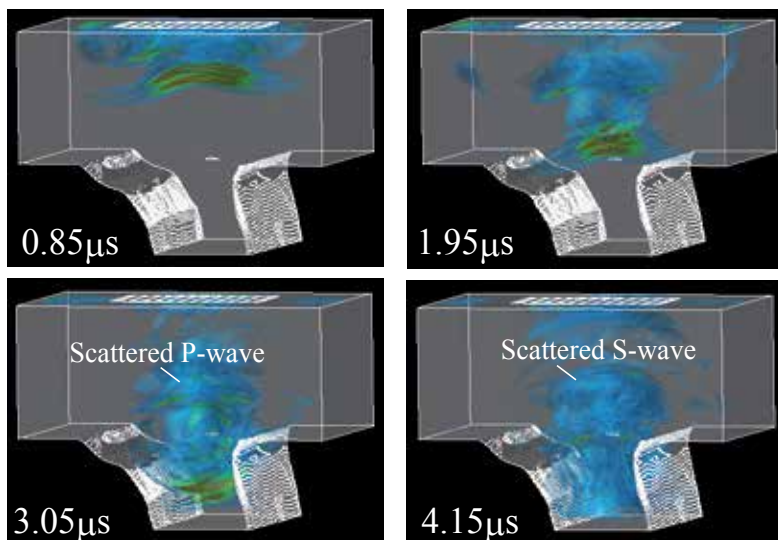 0.85μs
1.95μs
Scattered P-wave
Scattered S-wave
3.05μs
4.15μs